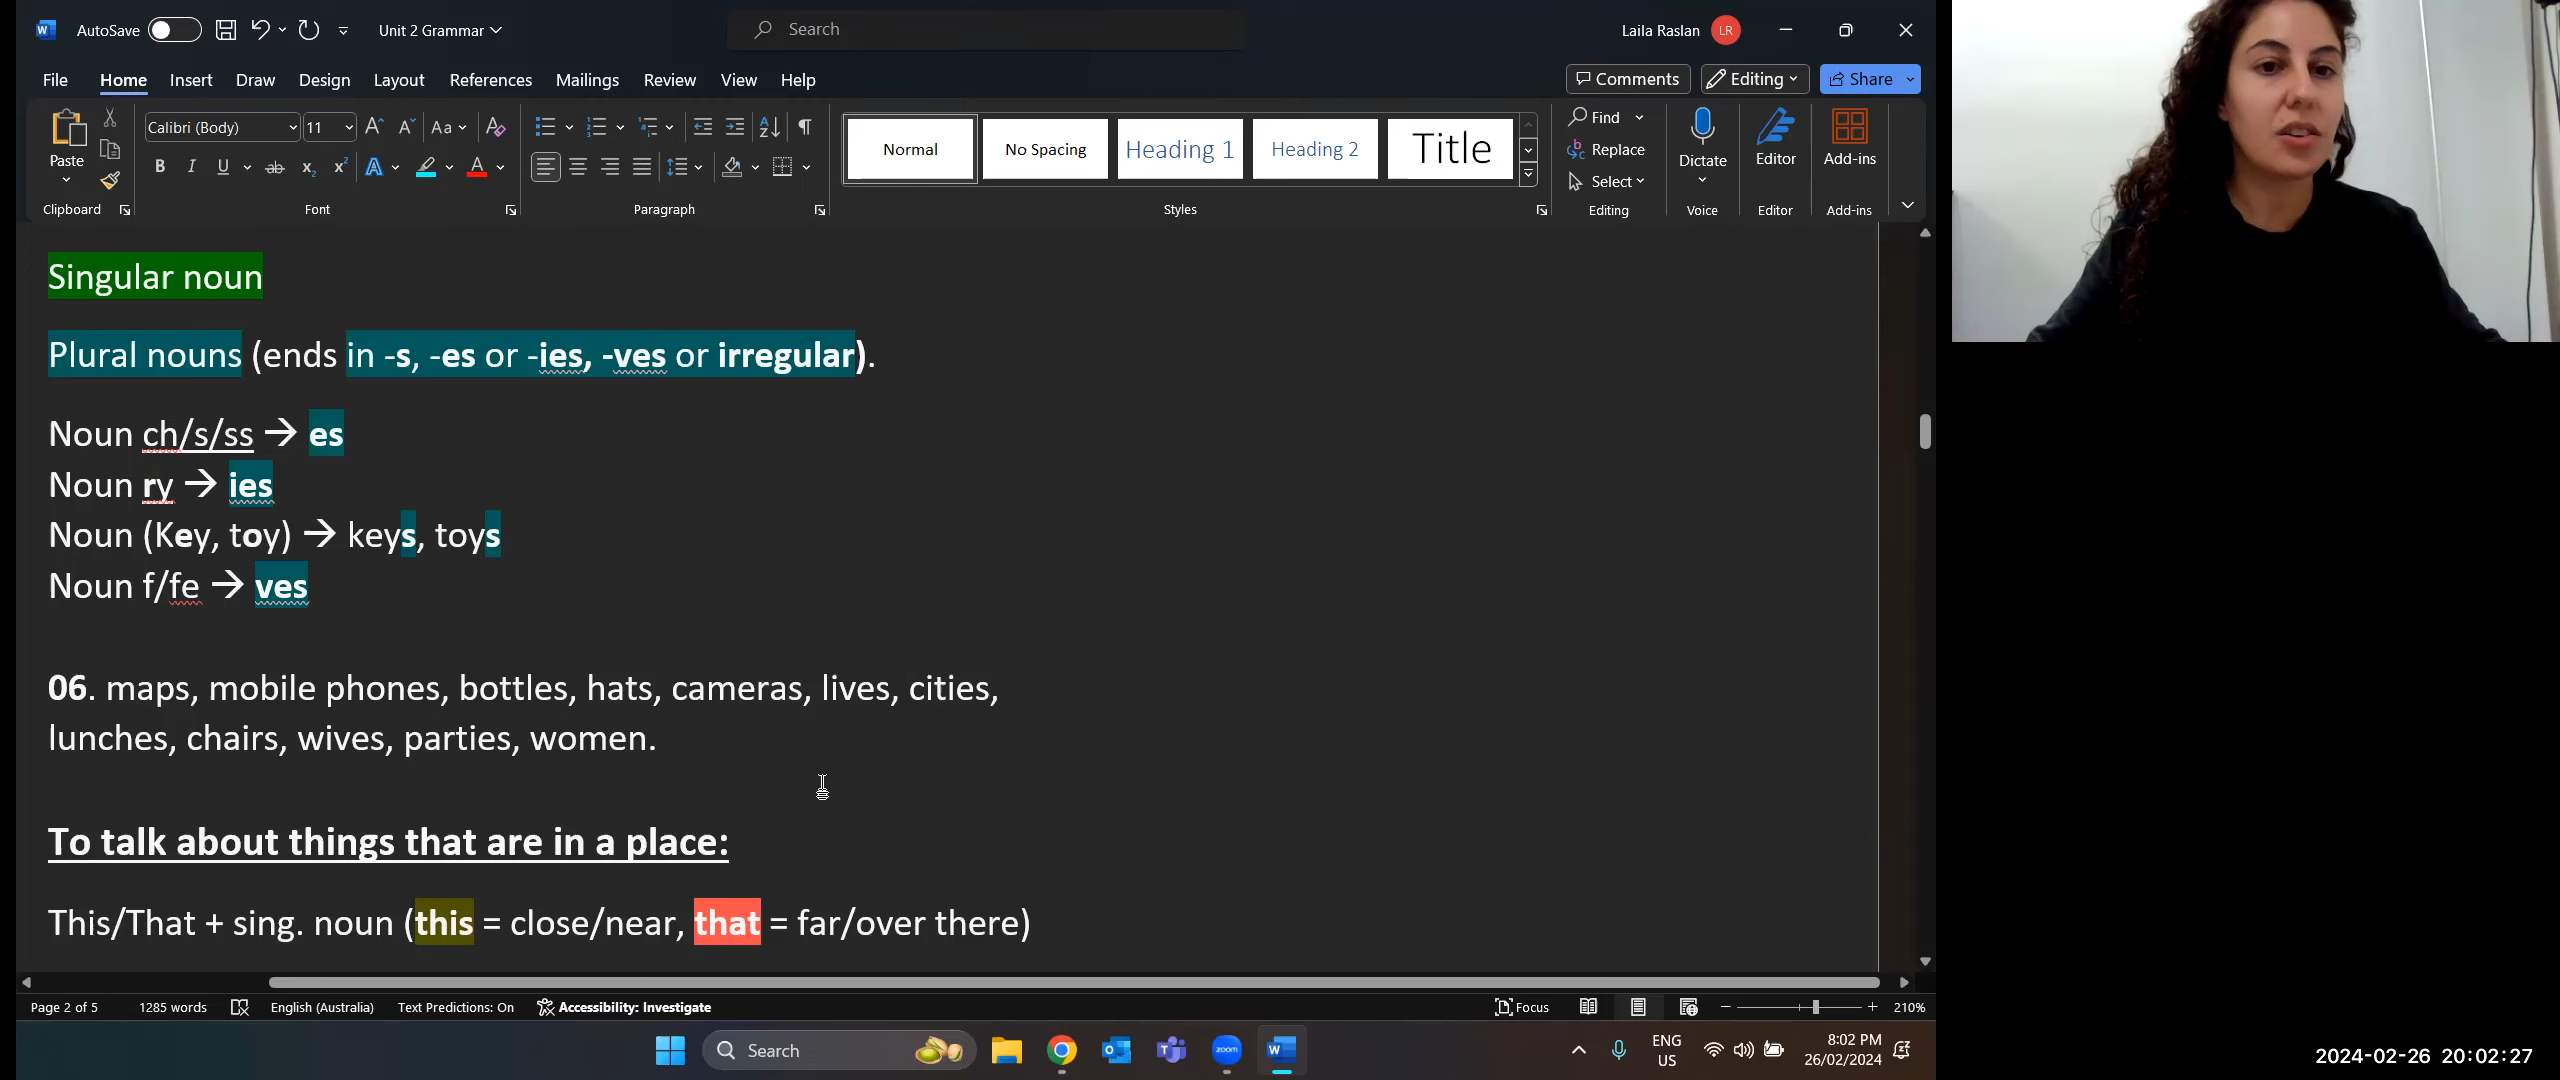 AutoSave
Unit 2 Grammar
Search
Laila Raslan LR
File Home Insert Draw Design Layout References Mailings Review View Help
Comments Editing Share
Paste
Calibri (Body) 11
Aa
B I U ab x₂ x² A A
Normal
No Spacing
Heading 1
Heading 2
Title
Find
Replace
Select
Dictate
Editor
Add-ins
Clipboard Font Paragraph Styles Editing Voice Editor Add-ins
Singular noun
Plural nouns (ends in -s, -es or -ies, -ves or irregular).
Noun ch/s/ss → es
Noun ry → ies
Noun (Key, toy) → keys, toys
Noun f/fe → ves
06. maps, mobile phones, bottles, hats, cameras, lives, cities,
lunches, chairs, wives, parties, women.
To talk about things that are in a place:
This/That + sing. noun (this = close/near, that = far/over there)
Page 2 of 5 1285 words English (Australia) Text Predictions: On Accessibility: Investigate Focus 210%
Search
zoom
ENG
US
8:02 PM
26/02/2024
2024-02-26 20:02:27